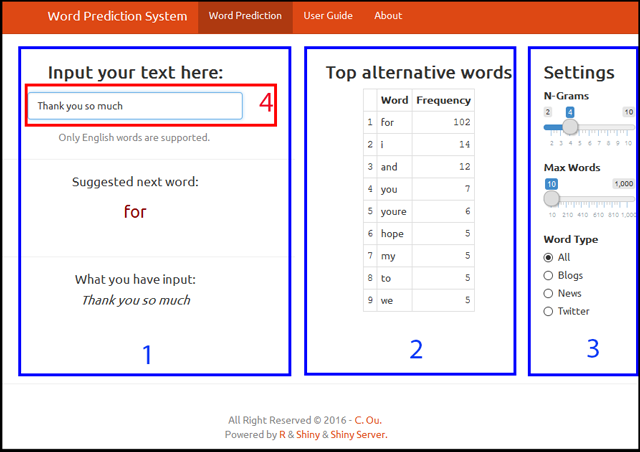 Word Prediction System Word Prediction User Guide About
Input your text here:
Thank you so much
4
Only English words are supported.
Suggested next word:
for
What you have input:
Thank you so much
1
Top alternative words
Word Frequency
1 for 102
2 i 14
3 and 12
4 you 7
5 youre 6
6 hope 5
7 my 5
8 to 5
9 we 5
2
Settings
N-Grams
2 4 10
2 3 4 5 6 7 8 9 10
Max Words
10 1,000
10 210 410 610 810 1,000
Word Type
All
Blogs
News
Twitter
3
All Right Reserved © 2016 - C. Ou.
Powered by R & Shiny & Shiny Server.